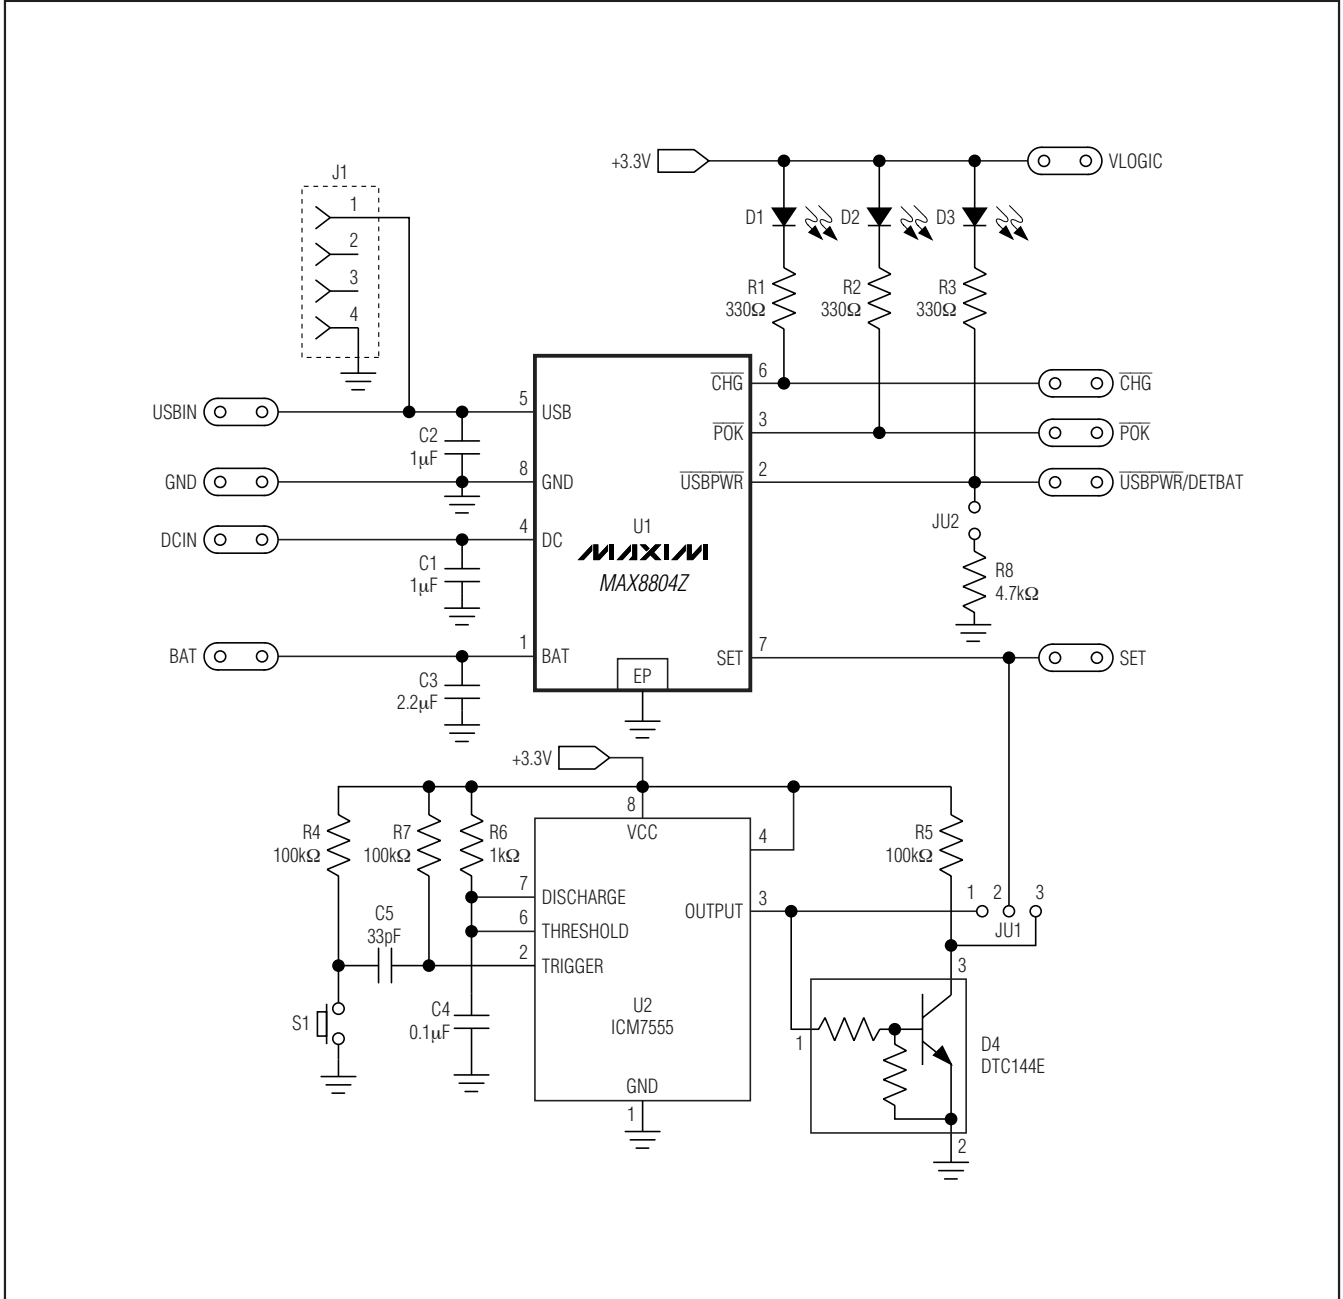 +3.3V
VLOGIC
J1
1
2
3
4
D1
D2
D3
R1
330Ω
R2
330Ω
R3
330Ω
USBIN
5
USB
C2
1µF
GND
8
GND
DCIN
4
DC
C1
1µF
BAT
1
BAT
C3
2.2µF
U1
MAXIM
MAX8804Z
EP
CHG
6
CHG
POK
3
POK
USBPWR
2
USBPWR/DETBAT
JU2
R8
4.7kΩ
SET
7
SET
+3.3V
8
VCC
R4
100kΩ
R7
100kΩ
R6
1kΩ
4
R5
100kΩ
7
DISCHARGE
6
THRESHOLD
2
TRIGGER
OUTPUT
3
1
2
3
JU1
C5
33pF
S1
C4
0.1µF
U2
ICM7555
GND
1
3
1
D4
DTC144E
2